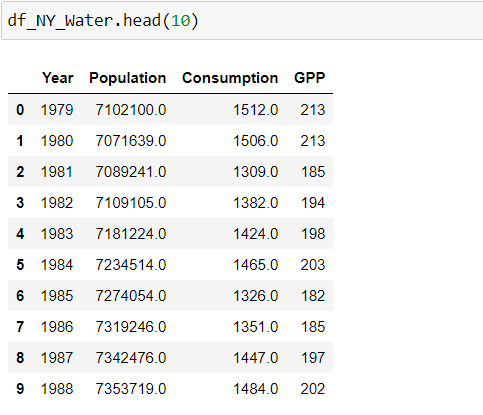 df_NY_Water.head(10)
Year Population Consumption GPP
0 1979 7102100.0 1512.0 213
1 1980 7071639.0 1506.0 213
2 1981 7089241.0 1309.0 185
3 1982 7109105.0 1382.0 194
4 1983 7181224.0 1424.0 198
5 1984 7234514.0 1465.0 203
6 1985 7274054.0 1326.0 182
7 1986 7319246.0 1351.0 185
8 1987 7342476.0 1447.0 197
9 1988 7353719.0 1484.0 202